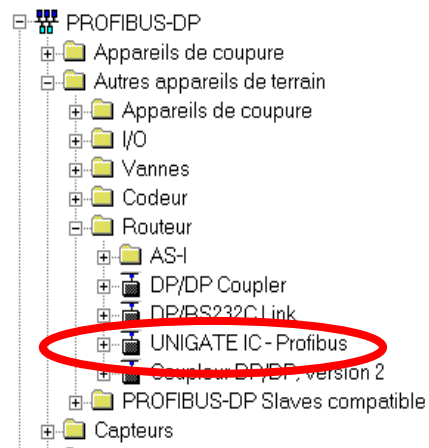 PROFIBUS-DP
Appareils de coupure
Autres appareils de terrain
Appareils de coupure
I/O
Vannes
Codeur
Routeur
AS-I
DP/DP Coupler
DP/RS232C Link
UNIGATE IC - Profibus
Coupleur DP/DP, Version 2
PROFIBUS-DP Slaves compatible
Capteurs